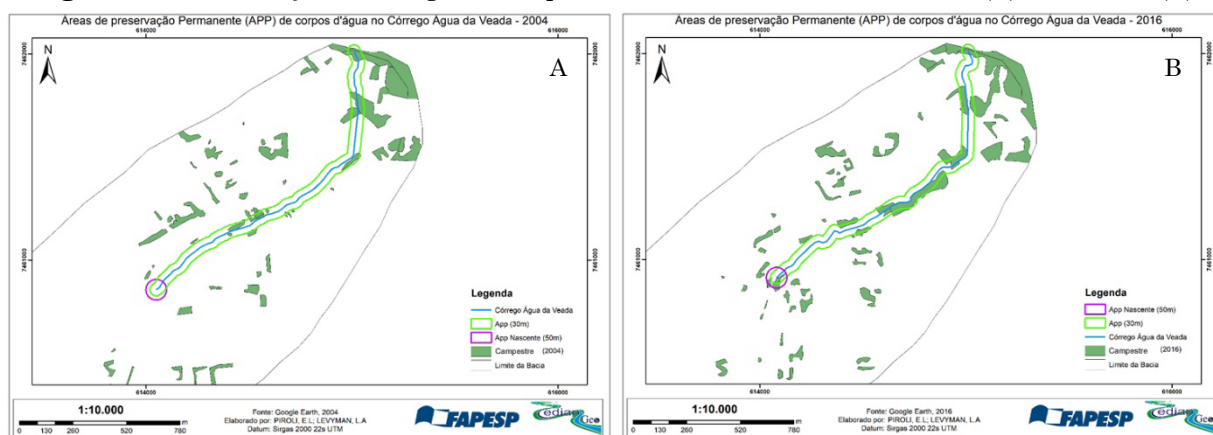 Áreas de preservação Permanente (APP) de corpos d'água no Córrego Água da Veada - 2004
614000
616000
7462000
7461000
N
A
Legenda
Córrego Água da Veada
App (30m)
App Nascente (50m)
Campestre (2004)
Limite da Bacia
1:10.000
0 130 260 520 780
m
Fonte: Google Earth, 2004
Elaborado por: PIROLI, E.L; LEVYMAN, L.A
Datum: Sirgas 2000 22s UTM
FAPESP
Geo
Áreas de preservação Permanente (APP) de corpos d'água no Córrego Água da Veada - 2016
614000
616000
7462000
7461000
N
B
Legenda
App Nascente (50m)
App (30m)
Córrego Água da Veada
Campestre (2016)
Limite da Bacia
1:10.000
0 130 260 520 780
m
Fonte: Google Earth, 2016
Elaborado por: PIROLI, E.L; LEVYMAN, L.A
Datum: Sirgas 2000 22s UTM
FAPESP
Geo